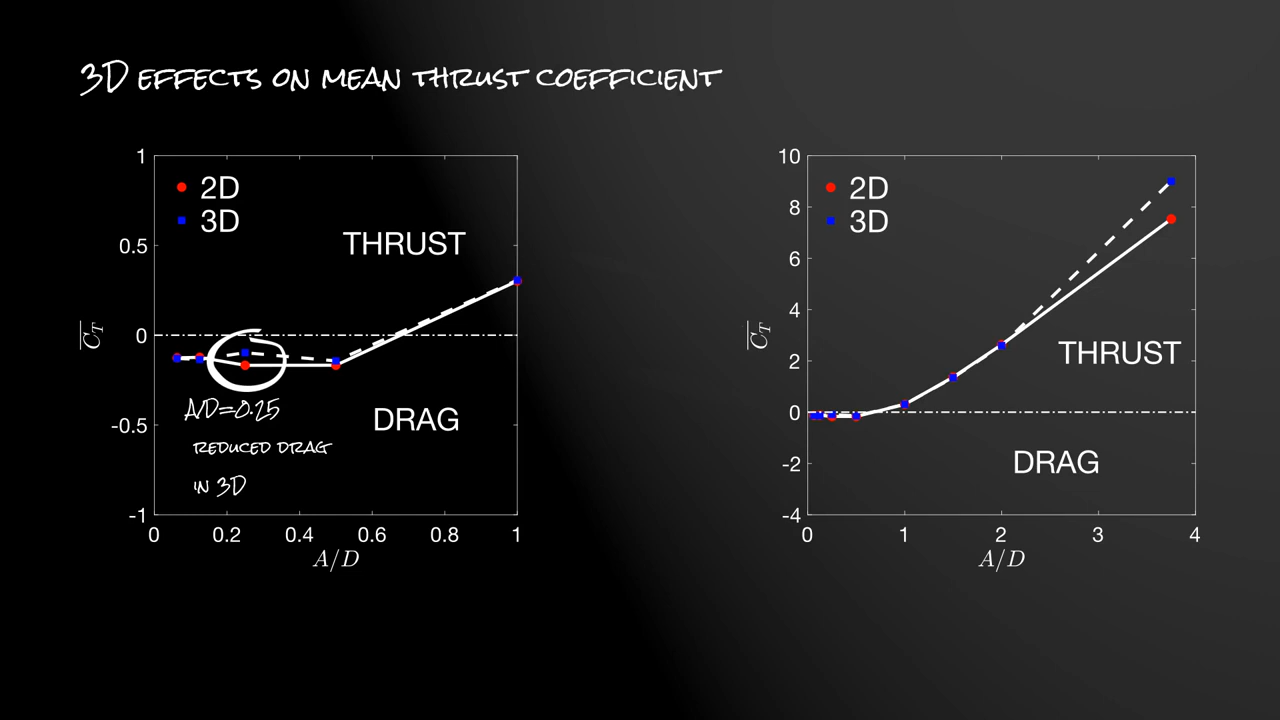 3D EFFECTS ON MEAN THRUST COEFFICIENT
1
0.5
0
-0.5
-1
0 0.2 0.4 0.6 0.8 1
A/D
C_T
2D
3D
THRUST
DRAG
A/D=0.25
REDUCED DRAG
IN 3D
10
8
6
4
2
0
-2
-4
0 1 2 3 4
A/D
C_T
2D
3D
THRUST
DRAG